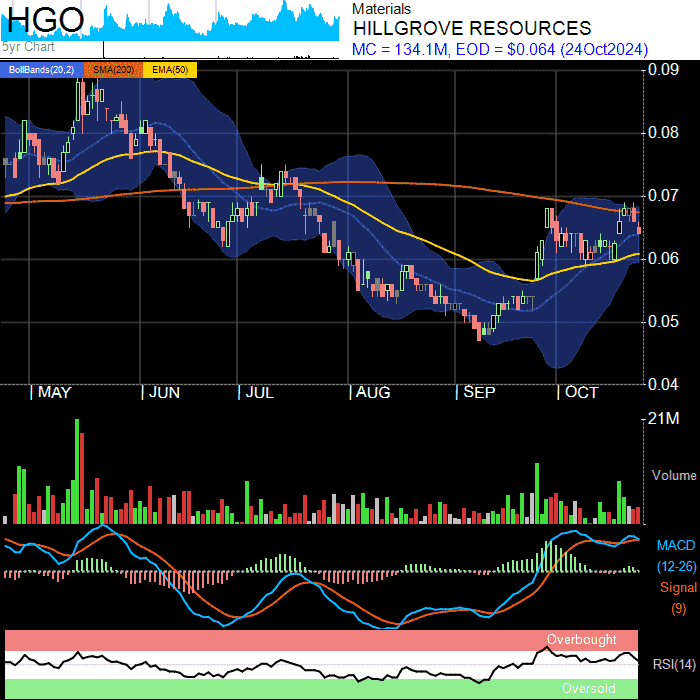 HGO
5yr Chart
Materials
HILLGROVE RESOURCES
MC = 134.1M, EOD = $0.064 (24Oct2024)
BollBands(20,2) SMA(200) EMA(50)
0.09
0.08
0.07
0.06
0.05
0.04
MAY JUN JUL AUG SEP OCT
21M
Volume
MACD
(12-26)
Signal
(9)
Overbought
RSI(14)
Oversold